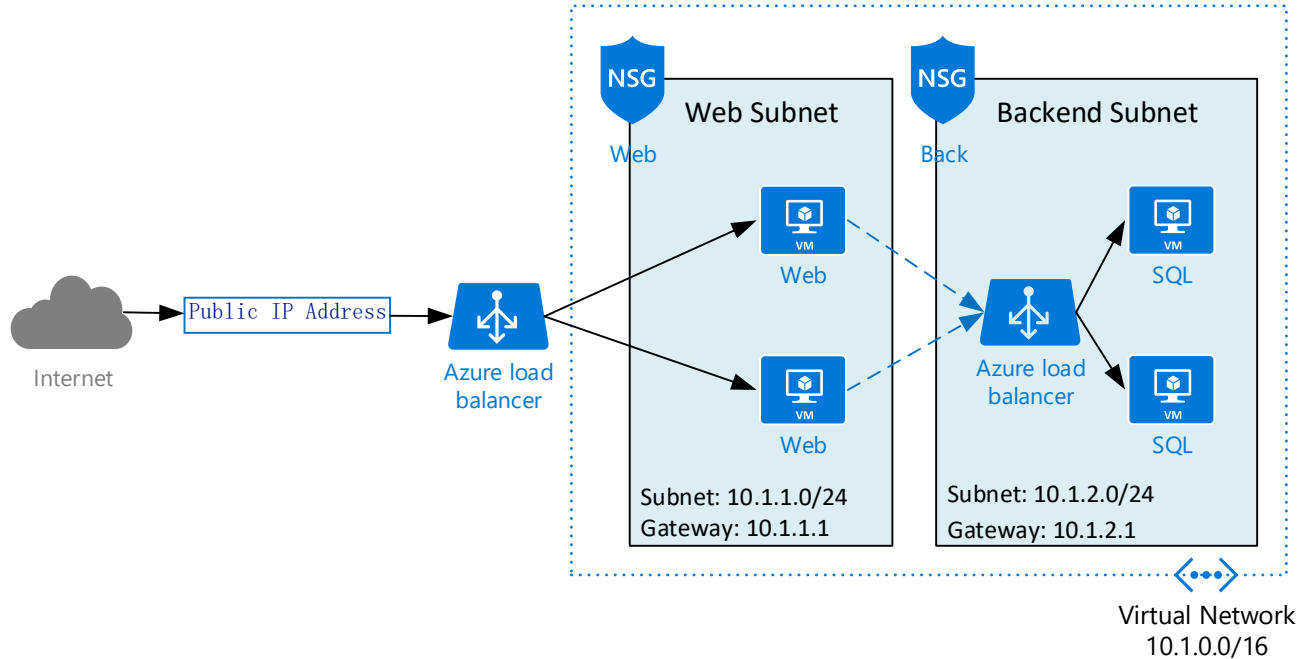 NSG
NSG
Web Subnet
Backend Subnet
Web
Back
VM
VM
Web
SQL
Public IP Address
Internet
Azure load
balancer
Azure load
balancer
VM
VM
Web
SQL
Subnet: 10.1.1.0/24
Gateway: 10.1.1.1
Subnet: 10.1.2.0/24
Gateway: 10.1.2.1
Virtual Network
10.1.0.0/16